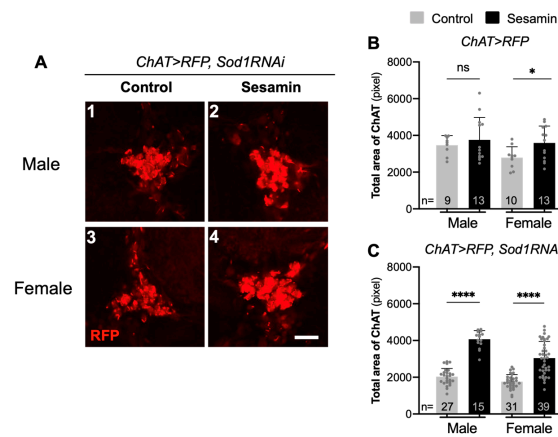 Control Sesamin
A
ChAT>RFP, Sod1RNAi
Control Sesamin
Male
Female
1
2
3
4
RFP
B
ChAT>RFP
Total area of ChAT (pixel)
8000
6000
4000
2000
0
ns
*
n= 9 13 10 13
Male Female
C
ChAT>RFP, Sod1RNA
Total area of ChAT (pixel)
8000
6000
4000
2000
0
****
****
n= 27 15 31 39
Male Female